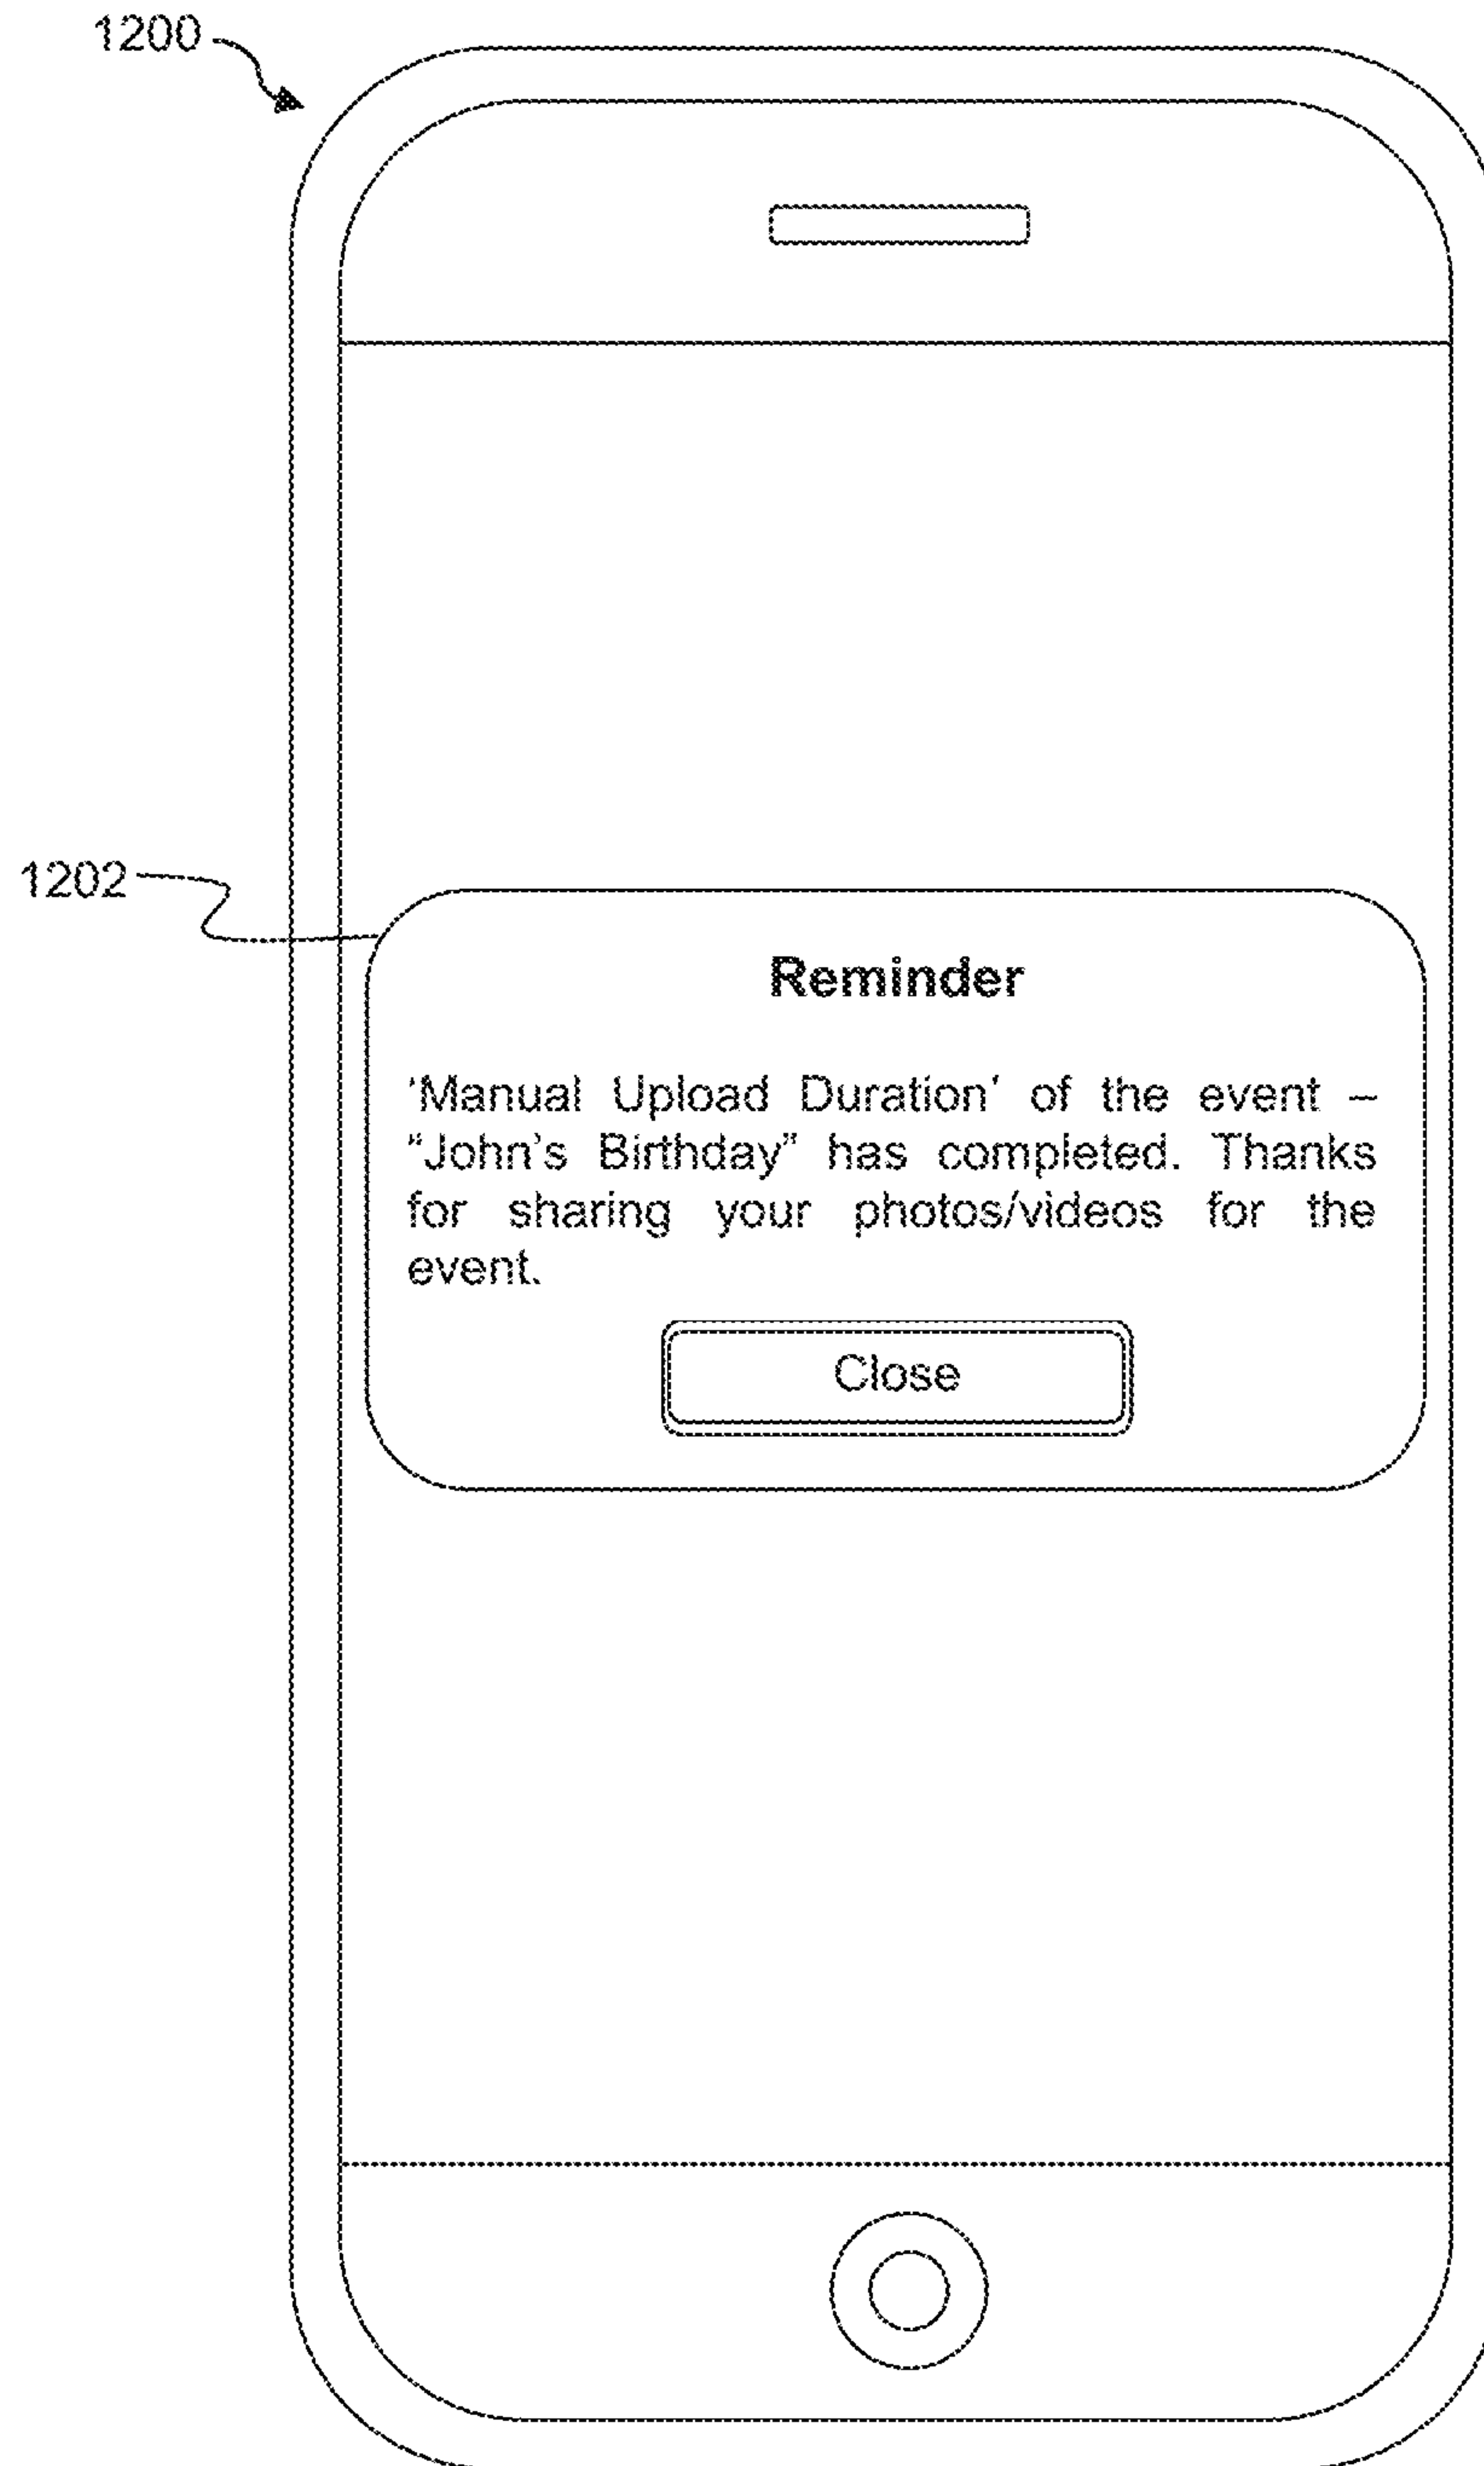 1200
1202
Reminder
‘Manual Upload Duration’ of the event –
“John’s Birthday” has completed. Thanks
for sharing your photos/videos for the
event.
Close